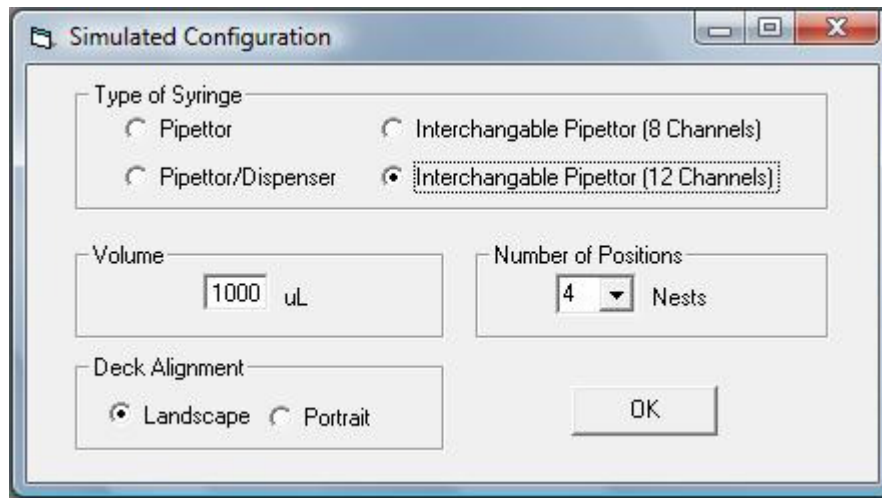 Simulated Configuration
Type of Syringe
Pipettor
Interchangable Pipettor (8 Channels)
Pipettor/Dispenser
Interchangable Pipettor (12 Channels)
Volume
1000 uL
Number of Positions
4 Nests
Deck Alignment
Landscape Portrait
OK